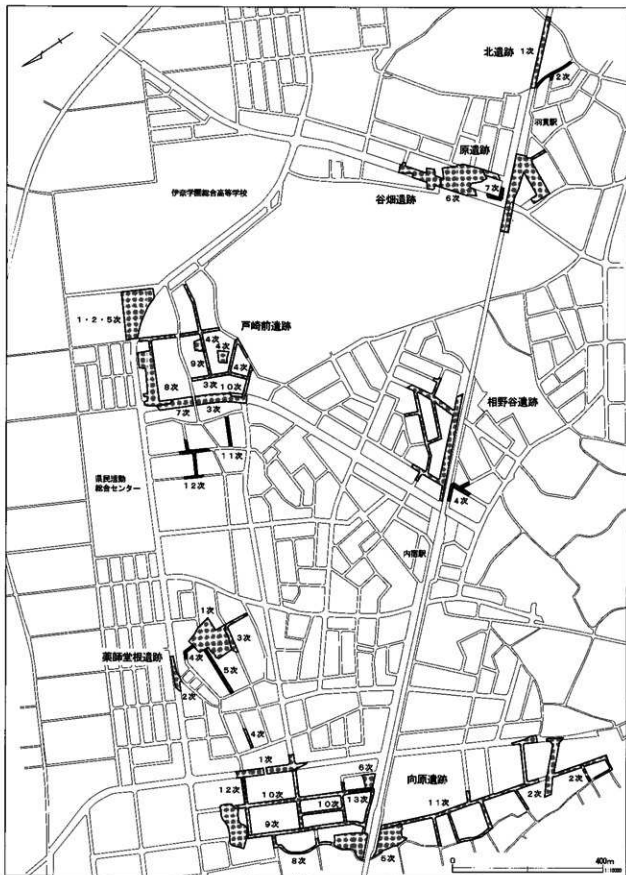 北遺跡
1次
2次
羽貫駅
原遺跡
7次
6次
谷畑遺跡
伊奈学園総合高等学校
1・2・5次
戸崎前遺跡
4次
4次
9次
4次
8次
3次
10次
7次
3次
11次
12次
相野谷遺跡
4次
県民運動
総合センター
内宿駅
1次
3次
薬師堂根遺跡
4次
5次
2次
4次
1次
6次
向原遺跡
12次
10次
10次
13次
11次
2次
2次
9次
8次
5次
0
400m